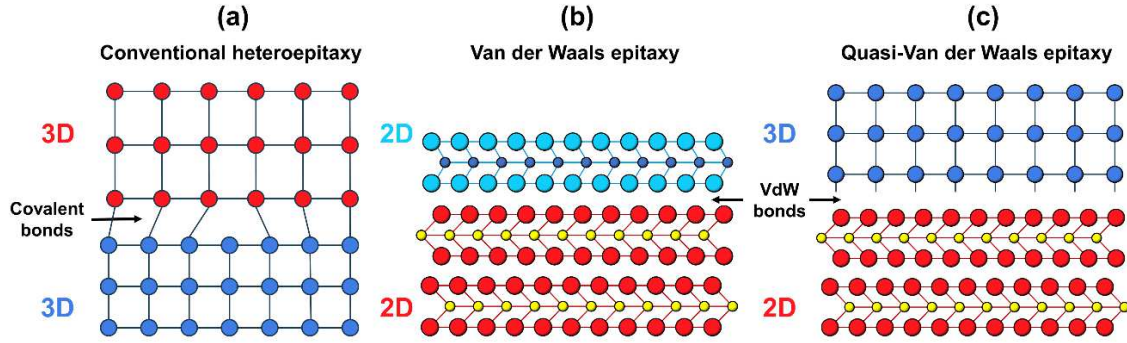 (a)
Conventional heteroepitaxy
3D
Covalent
bonds
3D
(b)
Van der Waals epitaxy
2D
2D
VdW
bonds
(c)
Quasi-Van der Waals epitaxy
3D
2D